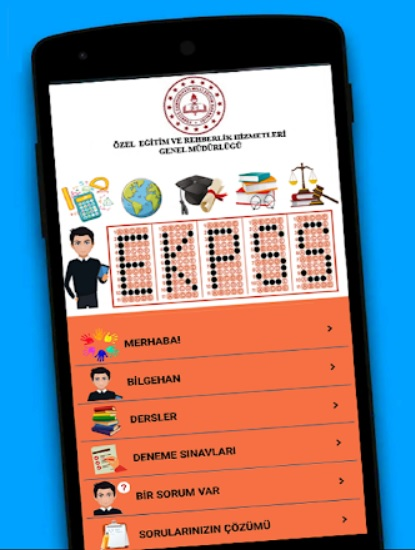 ÖZEL EĞİTİM VE REHBERLİK HİZMETLERİ
GENEL MÜDÜRLÜĞÜ
EKPSS
MERHABA!
BİLGEHAN
DERSLER
DENEME SINAVLARI
BİR SORUM VAR
?
SORULARINIZIN ÇÖZÜMÜ